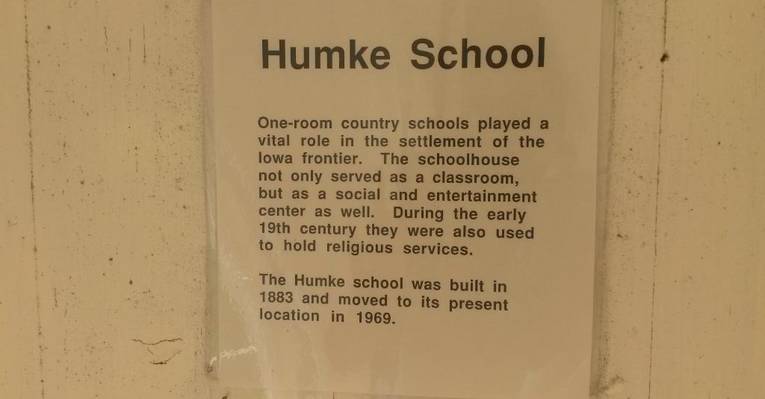 Humke School
One-room country schools played a
vital role in the settlement of the
Iowa frontier. The schoolhouse
not only served as a classroom,
but as a social and entertainment
center as well. During the early
19th century they were also used
to hold religious services.
The Humke school was built in
1883 and moved to its present
location in 1969.